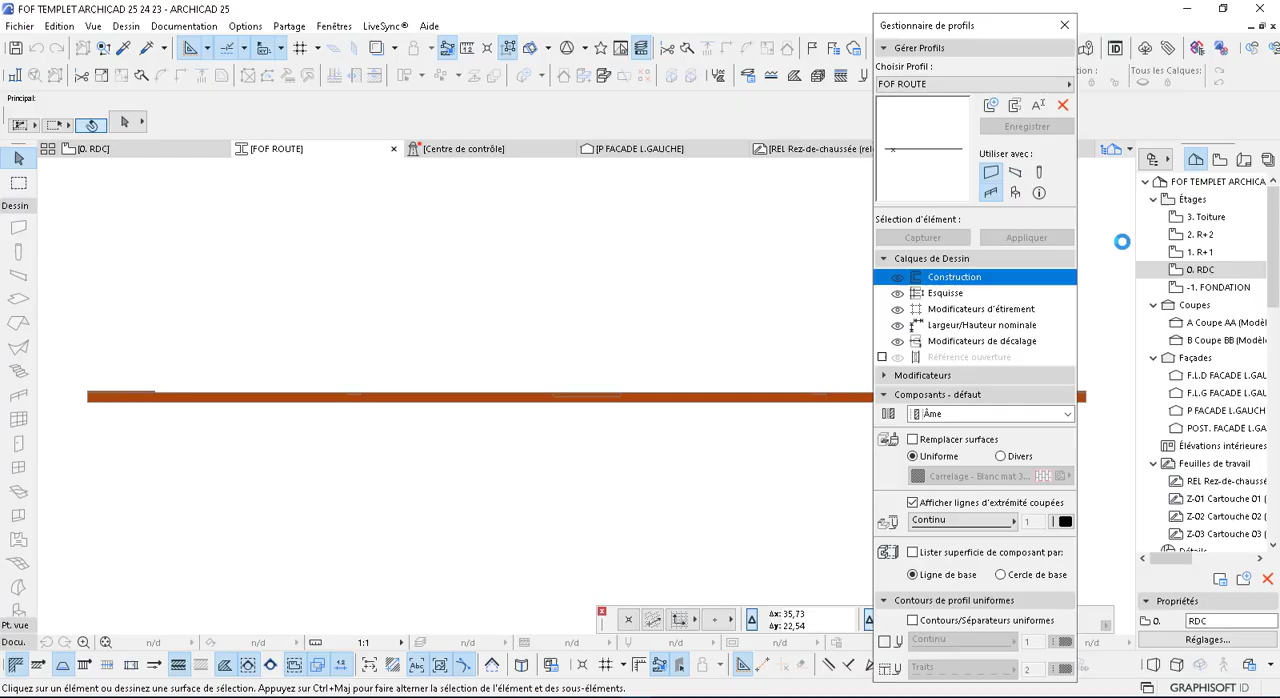 FOF TEMPLET ARCHICAD 25 24 23 - ARCHICAD 25
Fichier Edition Vue Dessin Documentation Options Partage Fenêtres LiveSync® Aide
Tous les Calques:
Principal:
[0. RDC]
[FOF ROUTE]
[Centre de contrôle]
[P FACADE L.GAUCHE]
[REL Rez-de-chaussée (rel
Dessin
Pt. vue
Docu.
Gestionnaire de profils
Gérer Profils
Choisir Profil :
FOF ROUTE
Enregistrer
Utiliser avec :
Sélection d'élément :
Capturer Appliquer
Calques de Dessin
Construction
Esquisse
Modificateurs d'étirement
Largeur/Hauteur nominale
Modificateurs de décalage
Référence ouverture
Modificateurs
Composants - défaut
Âme
Remplacer surfaces
Uniforme Divers
Carrelage - Blanc mat 3...
Afficher lignes d'extrémité coupées
Continu 1
Lister superficie de composant par:
Ligne de base Cercle de base
Contours de profil uniformes
Contours/Séparateurs uniformes
Continu 1
Traits 2
FOF TEMPLET ARCHICA
Étages
3. Toiture
2. R+2
1. R+1
0. RDC
-1. FONDATION
Coupes
A Coupe AA (Modèl
B Coupe BB (Modèle
Façades
F.L.D FACADE L.GAU
F.L.G FACADE L.GAUC
P FACADE L.GAUCH
POST. FACADE L.G
Élévations intérieures
Feuilles de travail
REL Rez-de-chaussé
Z-01 Cartouche 01 (
Z-02 Cartouche 02 (
Z-03 Cartouche 03 (
Détails
Propriétés
0. RDC
Réglages...
Δx: 35,73
Δy: 22,54
n/d n/d 1:1 n/d n/d n/d n/d n/d
Cliquez sur un élément ou dessinez une surface de sélection. Appuyez sur Ctrl+Maj pour faire alterner la sélection de l'élément et des sous-éléments.
GRAPHISOFT ID